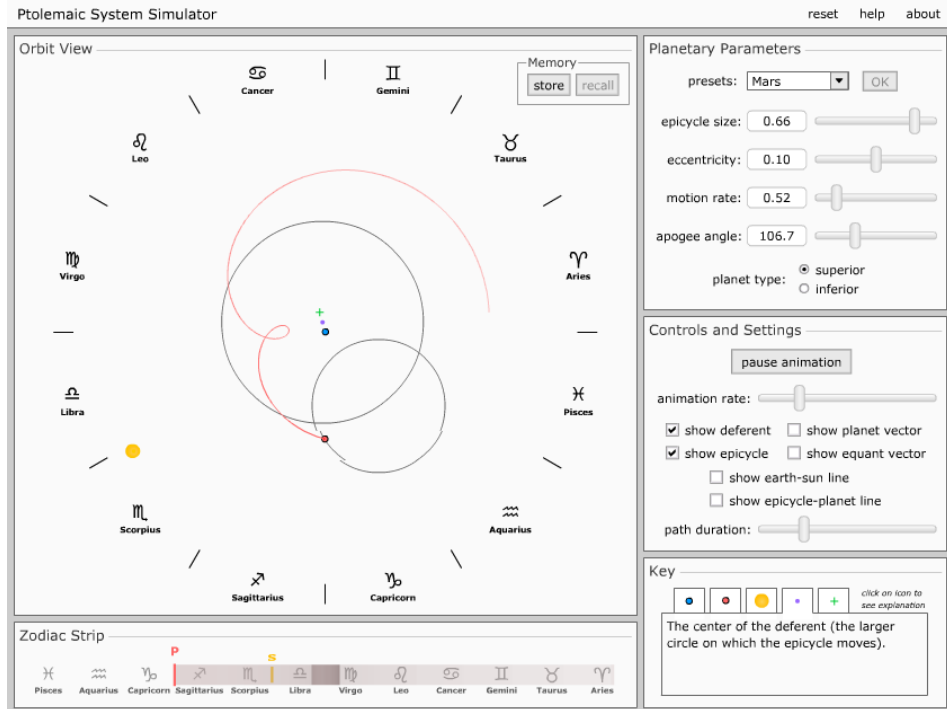 Ptolemaic System Simulator
reset help about
Orbit View
Memory
store recall
Cancer
Gemini
Leo
Taurus
Virgo
Aries
Libra
Pisces
Scorpius
Aquarius
Sagittarius
Capricorn
Planetary Parameters
presets: Mars OK
epicycle size: 0.66
eccentricity: 0.10
motion rate: 0.52
apogee angle: 106.7
planet type: superior
inferior
Controls and Settings
pause animation
animation rate:
show deferent show planet vector
show epicycle show equant vector
show earth-sun line
show epicycle-planet line
path duration:
Key
click on icon to
see explanation
The center of the deferent (the larger
circle on which the epicycle moves).
Zodiac Strip
P
S
Pisces Aquarius Capricorn Sagittarius Scorpius Libra Virgo Leo Cancer Gemini Taurus Aries